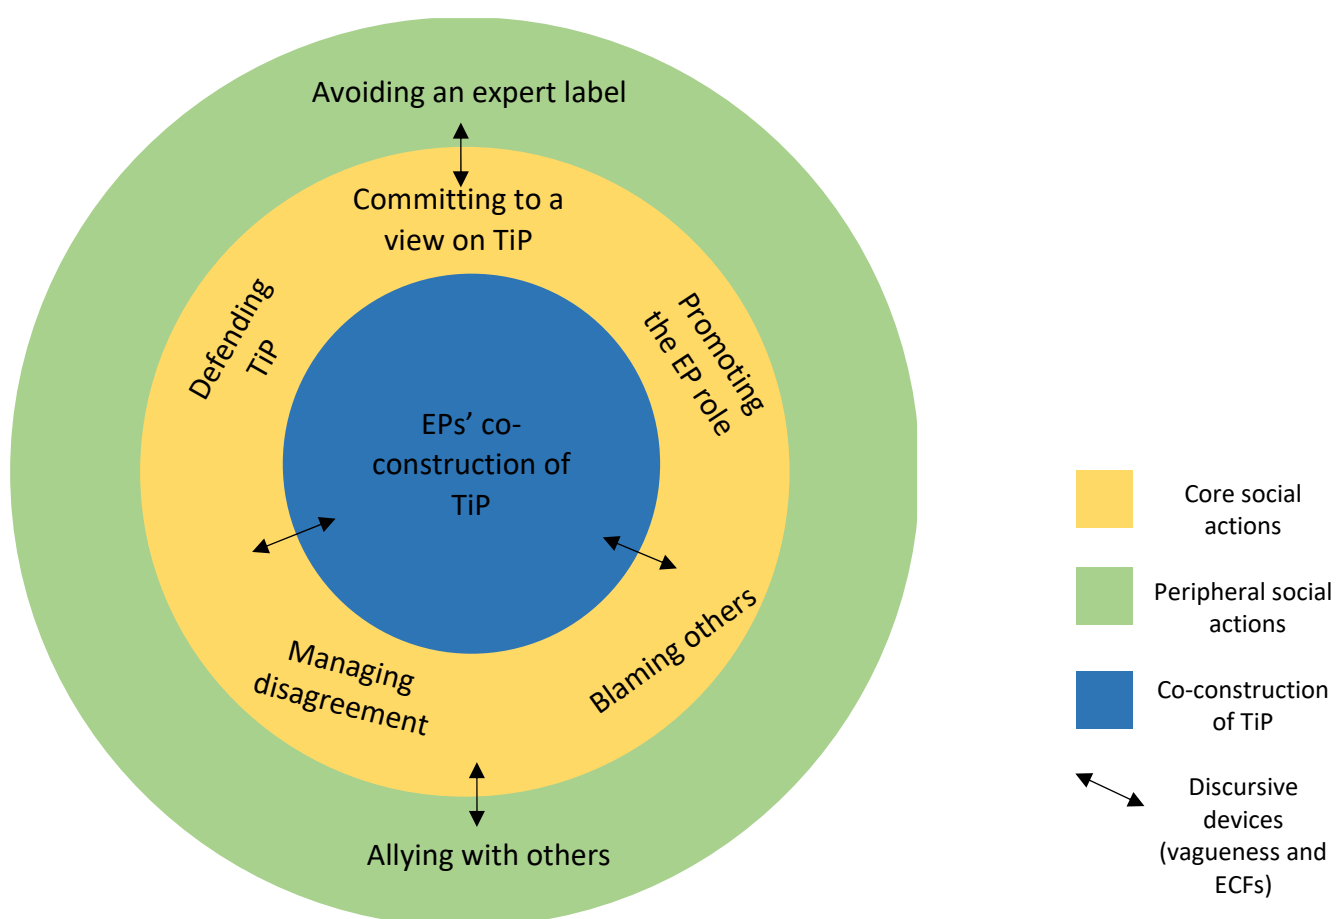 Avoiding an expert label
Committing to a
view on TiP
Defending
TiP
Promoting
the EP role
EPs’ co-
construction of
TiP
Managing
disagreement
Blaming others
Allying with others
Core social
actions
Peripheral social
actions
Co-construction
of TiP
Discursive
devices
(vagueness and
ECFs)